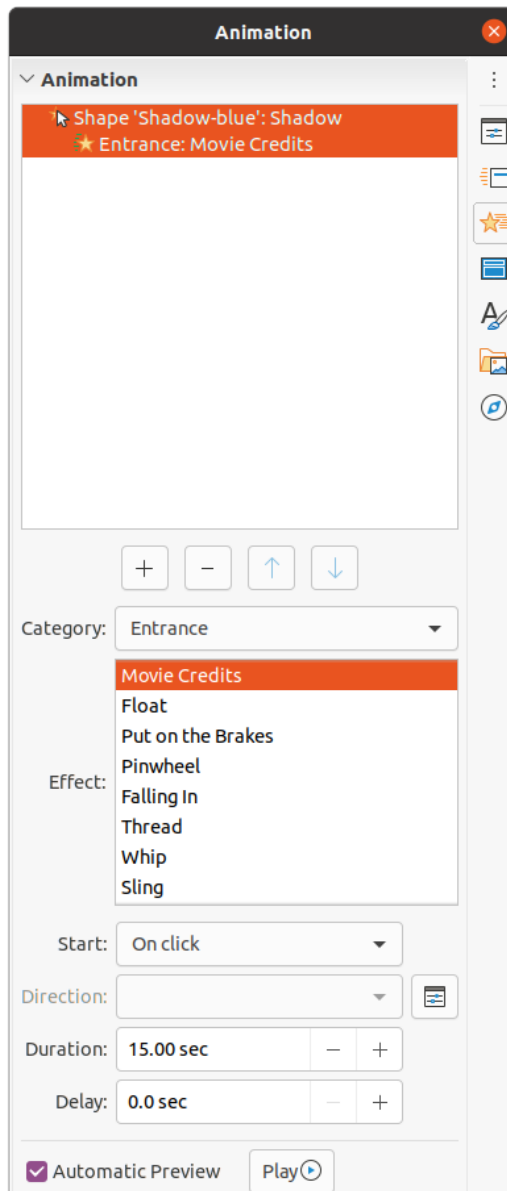 Animation
Animation
Shape 'Shadow-blue': Shadow
Entrance: Movie Credits
Category: Entrance
Movie Credits
Float
Put on the Brakes
Pinwheel
Effect:
Falling In
Thread
Whip
Sling
Start: On click
Direction:
Duration: 15.00 sec
Delay: 0.0 sec
Automatic Preview Play